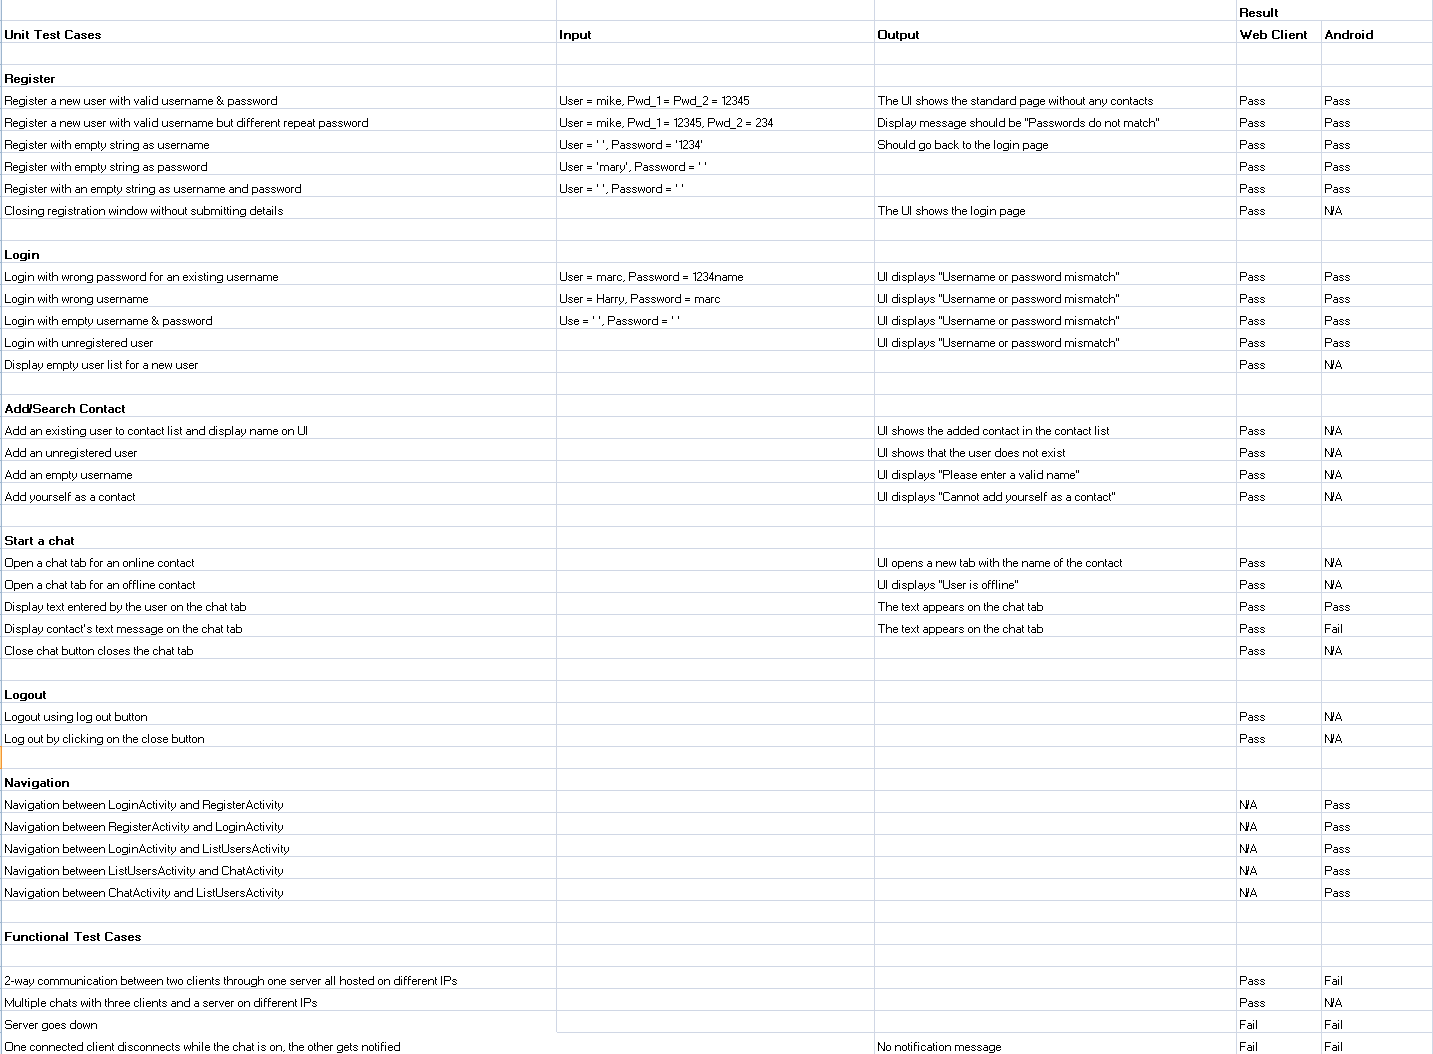 Result
Unit Test Cases Input Output Web Client Android
Register
Register a new user with valid username & password User = mike, Pwd_1 = Pwd_2 = 12345 The UI shows the standard page without any contacts Pass Pass
Register a new user with valid username but different repeat password User = mike, Pwd_1 = 12345, Pwd_2 = 234 Display message should be "Passwords do not match" Pass Pass
Register with empty string as username User = ' ', Password = '1234' Should go back to the login page Pass Pass
Register with empty string as password User = 'mary', Password = ' ' Pass Pass
Register with an empty string as username and password User = ' ', Password = ' ' Pass Pass
Closing registration window without submitting details The UI shows the login page Pass N/A
Login
Login with wrong password for an existing username User = marc, Password = 1234name UI displays "Username or password mismatch" Pass Pass
Login with wrong username User = Harry, Password = marc UI displays "Username or password mismatch" Pass Pass
Login with empty username & password Use = ' ', Password = ' ' UI displays "Username or password mismatch" Pass Pass
Login with unregistered user UI displays "Username or password mismatch" Pass Pass
Display empty user list for a new user Pass N/A
Add/Search Contact
Add an existing user to contact list and display name on UI UI shows the added contact in the contact list Pass N/A
Add an unregistered user UI shows that the user does not exist Pass N/A
Add an empty username UI displays "Please enter a valid name" Pass N/A
Add yourself as a contact UI displays "Cannot add yourself as a contact" Pass N/A
Start a chat
Open a chat tab for an online contact UI opens a new tab with the name of the contact Pass N/A
Open a chat tab for an offline contact UI displays "User is offline" Pass N/A
Display text entered by the user on the chat tab The text appears on the chat tab Pass Pass
Display contact's text message on the chat tab The text appears on the chat tab Pass Fail
Close chat button closes the chat tab Pass N/A
Logout
Logout using log out button Pass N/A
Log out by clicking on the close button Pass N/A
Navigation
Navigation between LoginActivity and RegisterActivity N/A Pass
Navigation between RegisterActivity and LoginActivity N/A Pass
Navigation between LoginActivity and ListUsersActivity N/A Pass
Navigation between ListUsersActivity and ChatActivity N/A Pass
Navigation between ChatActivity and ListUsersActivity N/A Pass
Functional Test Cases
2-way communication between two clients through one server all hosted on different IPs Pass Fail
Multiple chats with three clients and a server on different IPs Pass N/A
Server goes down Fail Fail
One connected client disconnects while the chat is on, the other gets notified No notification message Fail Fail